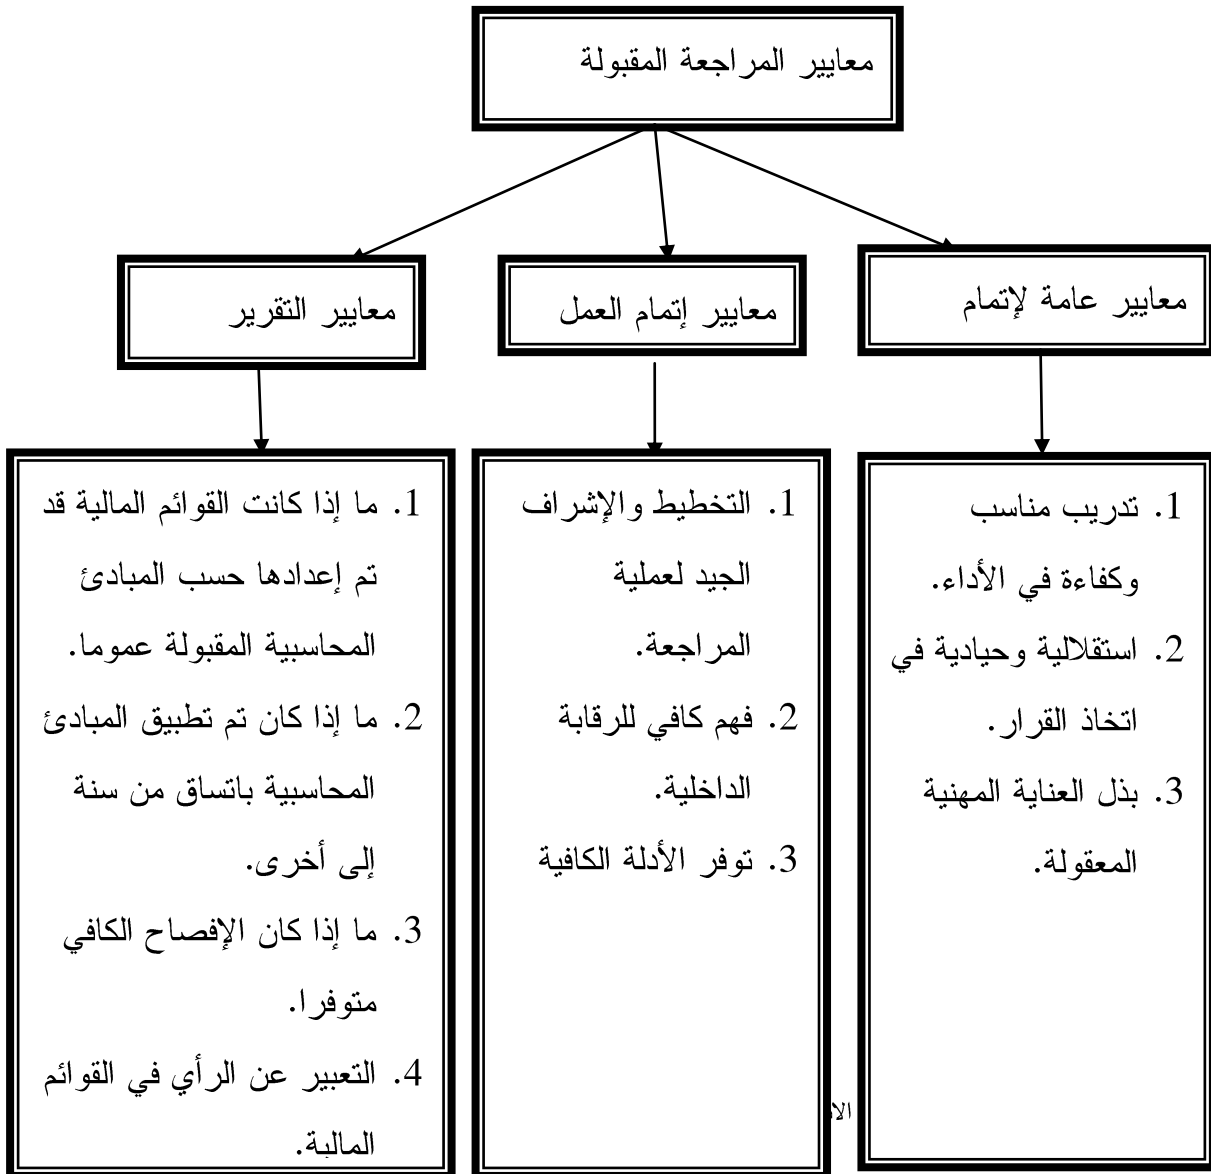 معايير المراجعة المقبولة
معايير عامة لإتمام
معايير إتمام العمل
معايير التقرير
1. تدريب مناسب
وكفاءة في الأداء.
2. استقلالية وحيادية في
اتخاذ القرار.
3. بذل العناية المهنية
المعقولة.
1. التخطيط والإشراف
الجيد لعملية
المراجعة.
2. فهم كافي للرقابة
الداخلية.
3. توفر الأدلة الكافية
1. ما إذا كانت القوائم المالية قد
تم إعدادها حسب المبادئ
المحاسبية المقبولة عموما.
2. ما إذا كان تم تطبيق المبادئ
المحاسبية باتساق من سنة
إلى أخرى.
3. ما إذا كان الإفصاح الكافي
متوفرا.
4. التعبير عن الرأي في القوائم
المالية.